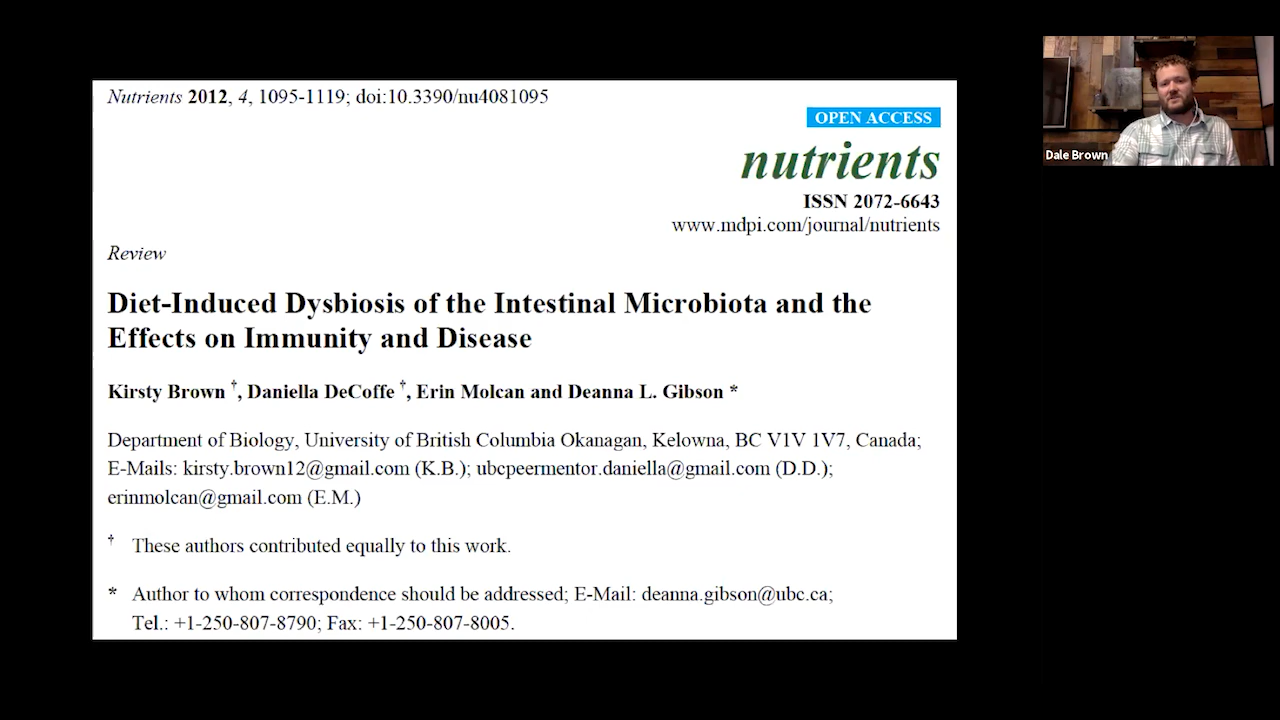 Nutrients 2012, 4, 1095-1119; doi:10.3390/nu4081095
OPEN ACCESS
nutrients
ISSN 2072-6643
www.mdpi.com/journal/nutrients
Review
Diet-Induced Dysbiosis of the Intestinal Microbiota and the
Effects on Immunity and Disease
Kirsty Brown †, Daniella DeCoffe †, Erin Molcan and Deanna L. Gibson *
Department of Biology, University of British Columbia Okanagan, Kelowna, BC V1V 1V7, Canada;
E-Mails: kirsty.brown12@gmail.com (K.B.); ubcpeermentor.daniella@gmail.com (D.D.);
erinmolcan@gmail.com (E.M.)
† These authors contributed equally to this work.
* Author to whom correspondence should be addressed; E-Mail: deanna.gibson@ubc.ca;
Tel.: +1-250-807-8790; Fax: +1-250-807-8005.
Dale Brown